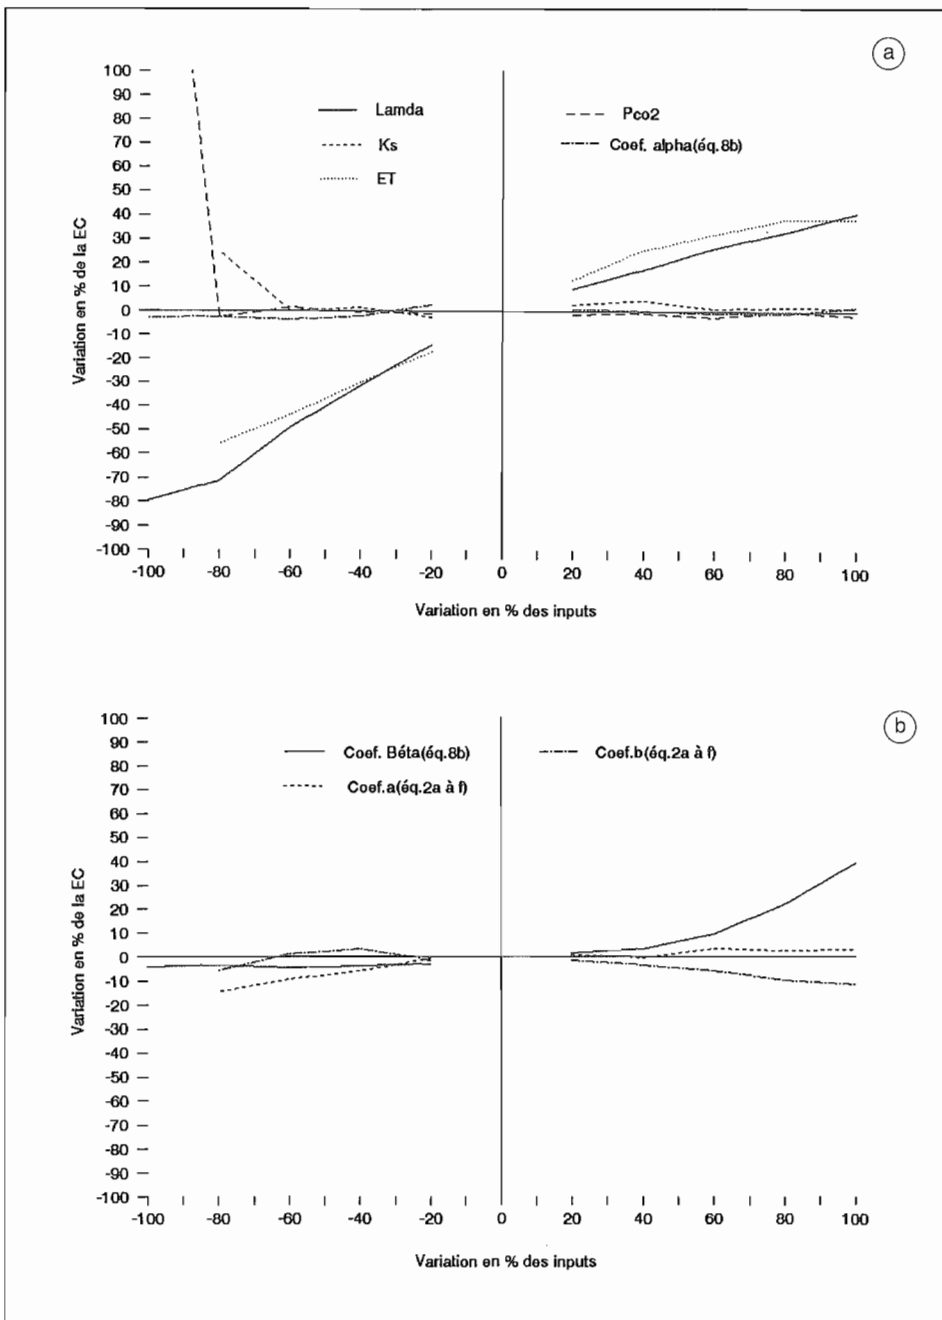 a
100
90
80
70
60
50
40
30
20
10
0
-10
-20
-30
-40
-50
-60
-70
-80
-90
-100
Variation en % de la EC
Lamda
Ks
ET
Pco2
Coef. alpha(éq.8b)
-100 -80 -60 -40 -20 0 20 40 60 80 100
Variation en % des inputs
b
100
90
80
70
60
50
40
30
20
10
0
-10
-20
-30
-40
-50
-60
-70
-80
-90
-100
Variation en % de la EC
Coef. Béta(éq.8b)
Coef.a(éq.2a à f)
Coef.b(éq.2a à f)
-100 -80 -60 -40 -20 0 20 40 60 80 100
Variation en % des inputs